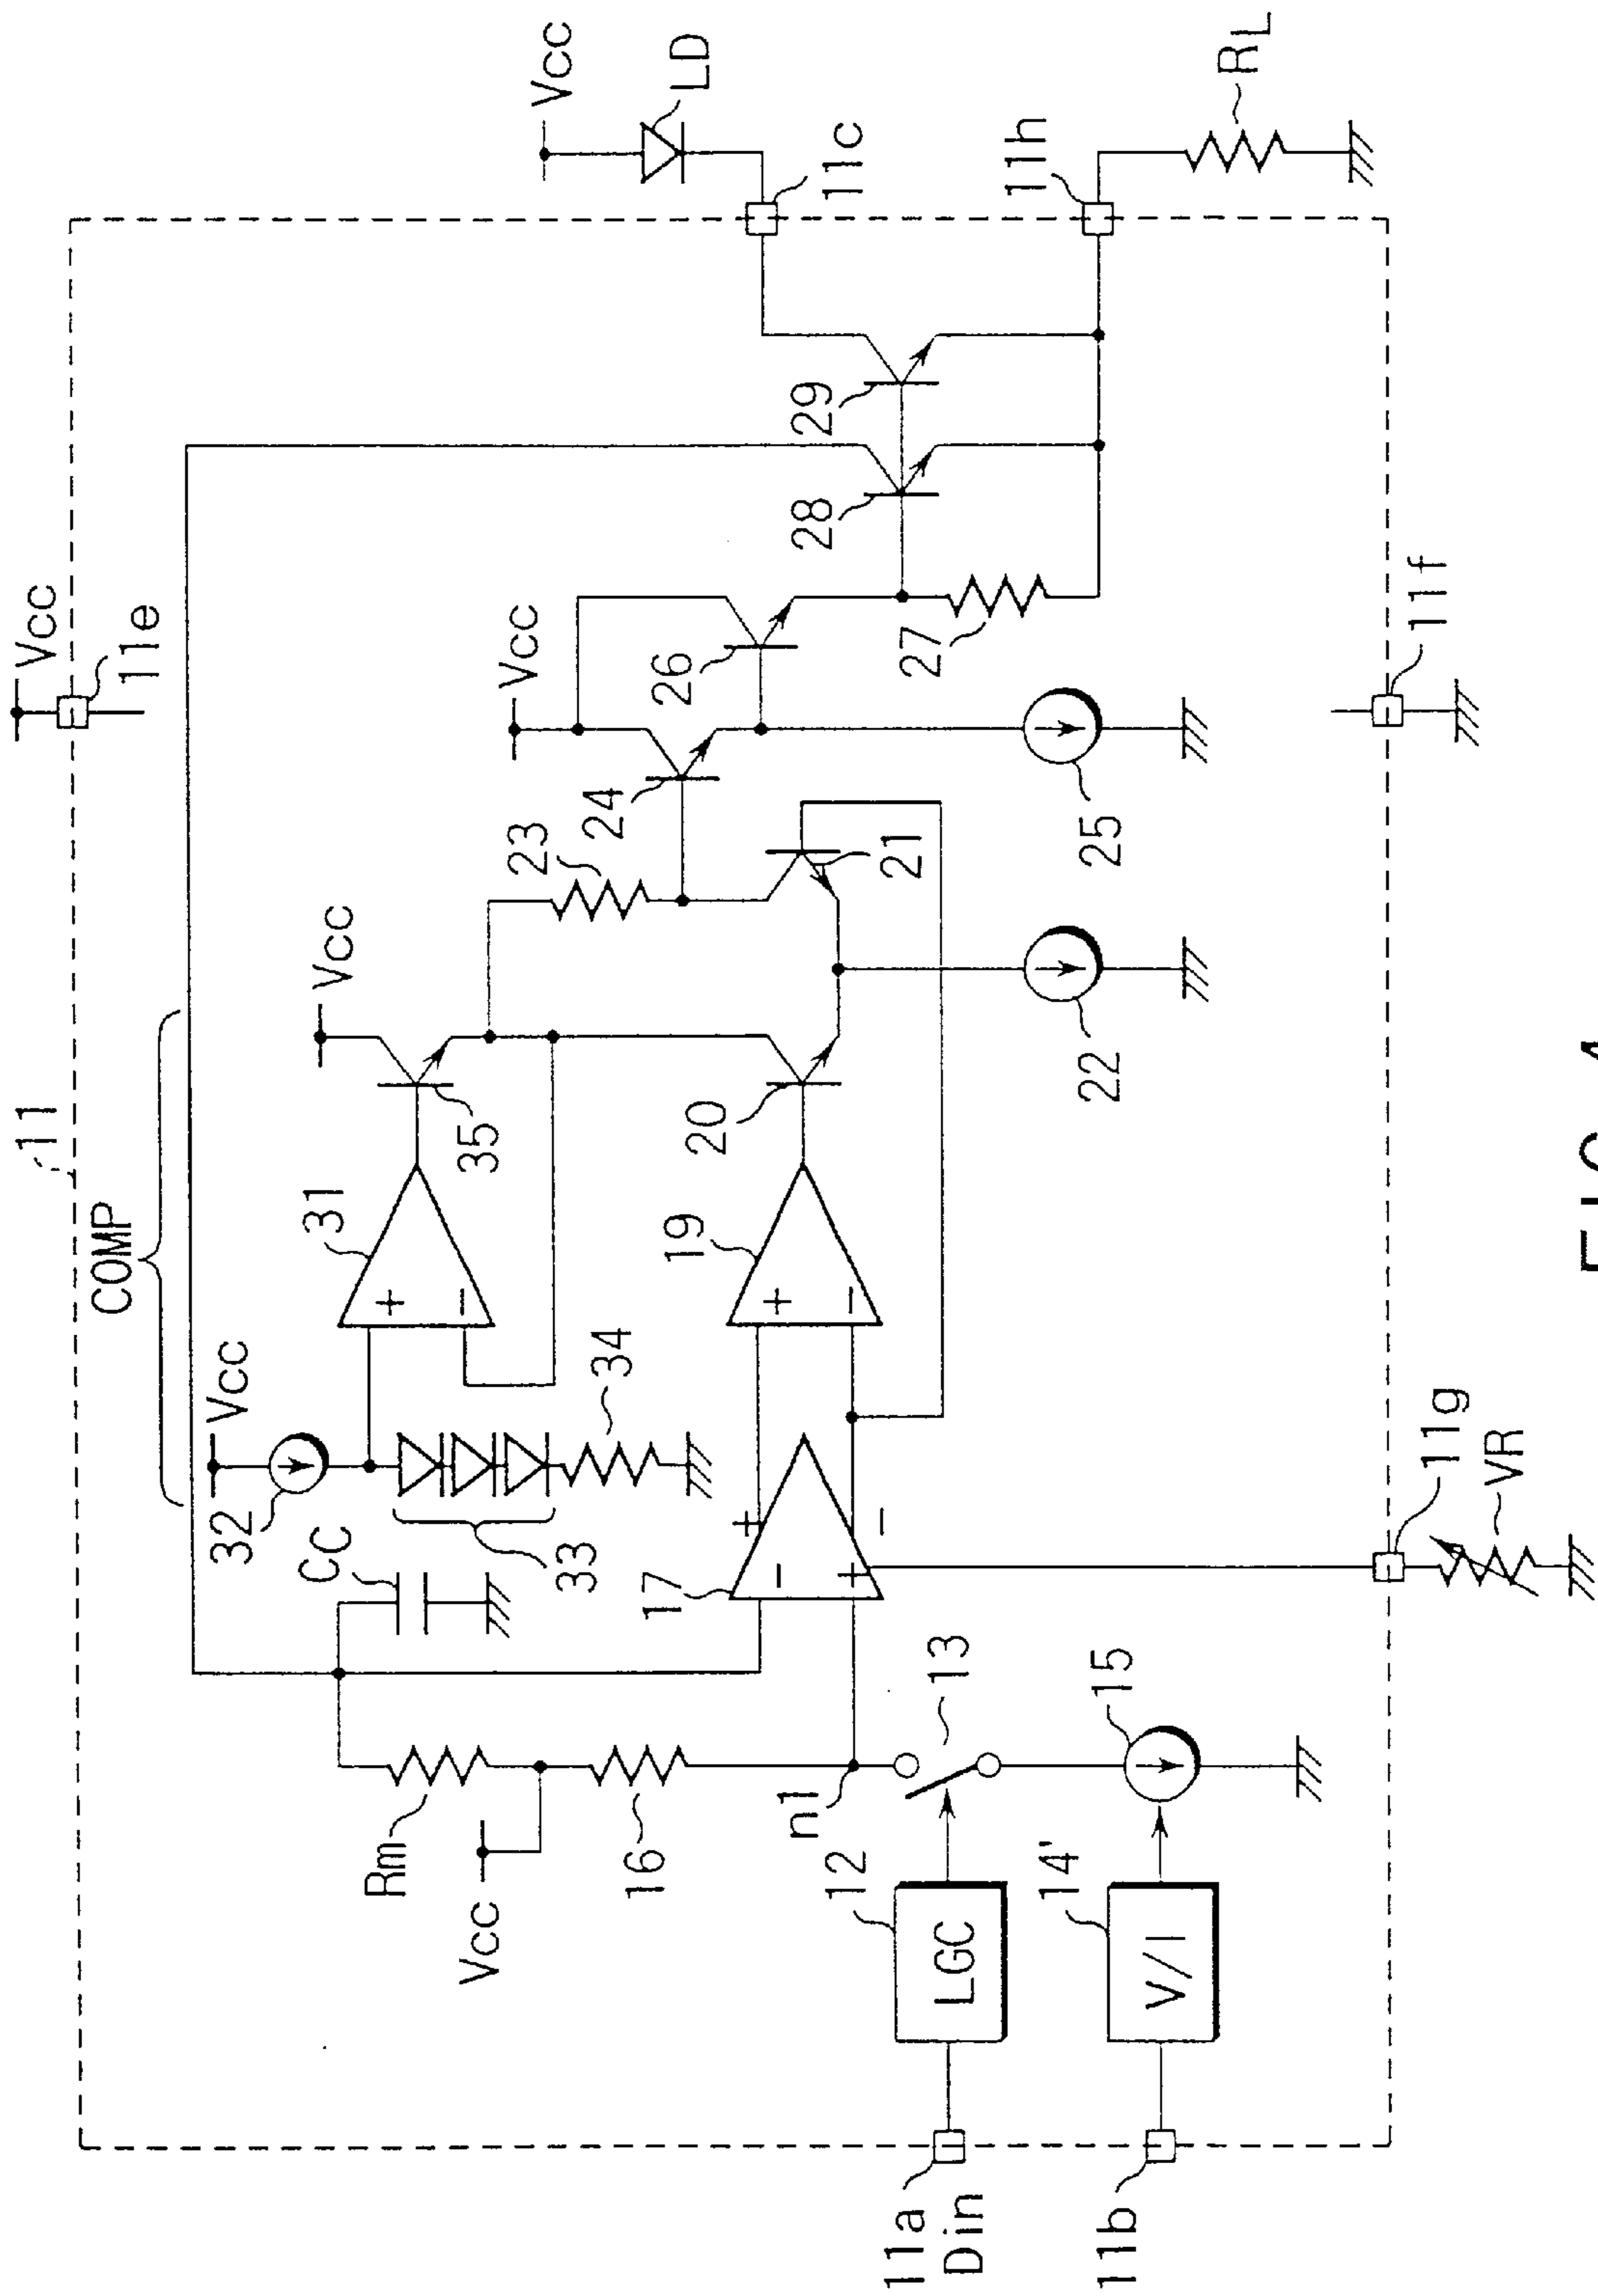 11
Vcc
11e
COMP
Vcc
LD
Vcc
32
CC
33
34
31
35
Vcc
23
24
Vcc
26
28
29
27
11c
11h
RL
Rm
Vcc
16
n1
17
+
−
−
+
19
+
−
+
−
20
21
22
25
13
15
12
LGC
14'
V/I
11a
Din
11b
11g
VR
11f